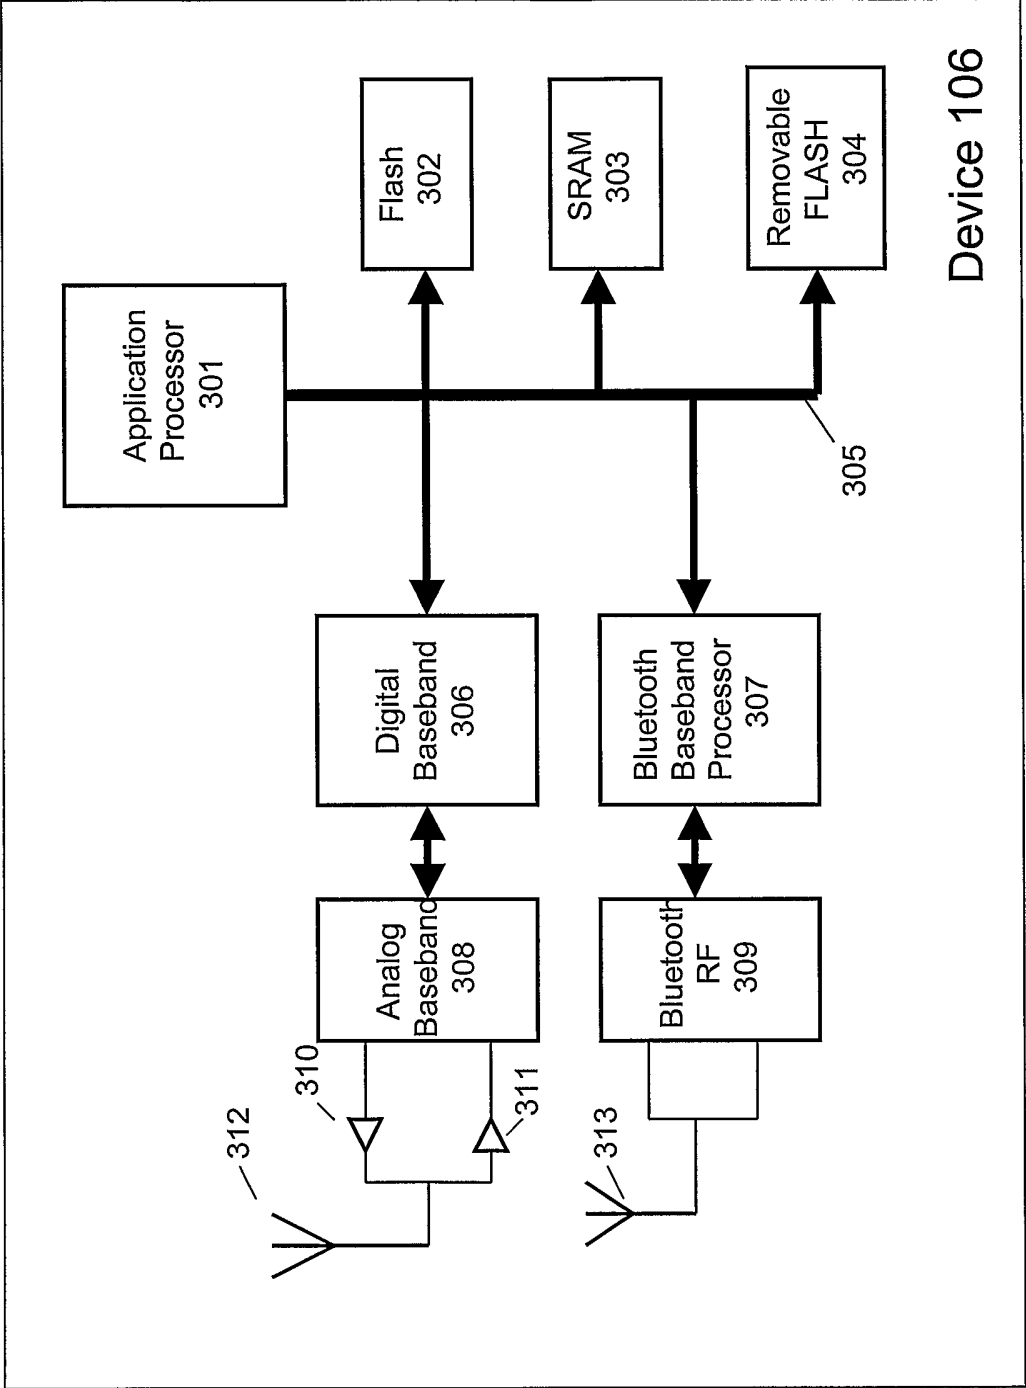 Application
Processor
301
Flash
302
SRAM
303
Removable
FLASH
304
305
Digital
Baseband
306
Bluetooth
Baseband
Processor
307
Analog
Baseband
308
Bluetooth
RF
309
310
311
312
313
Device 106